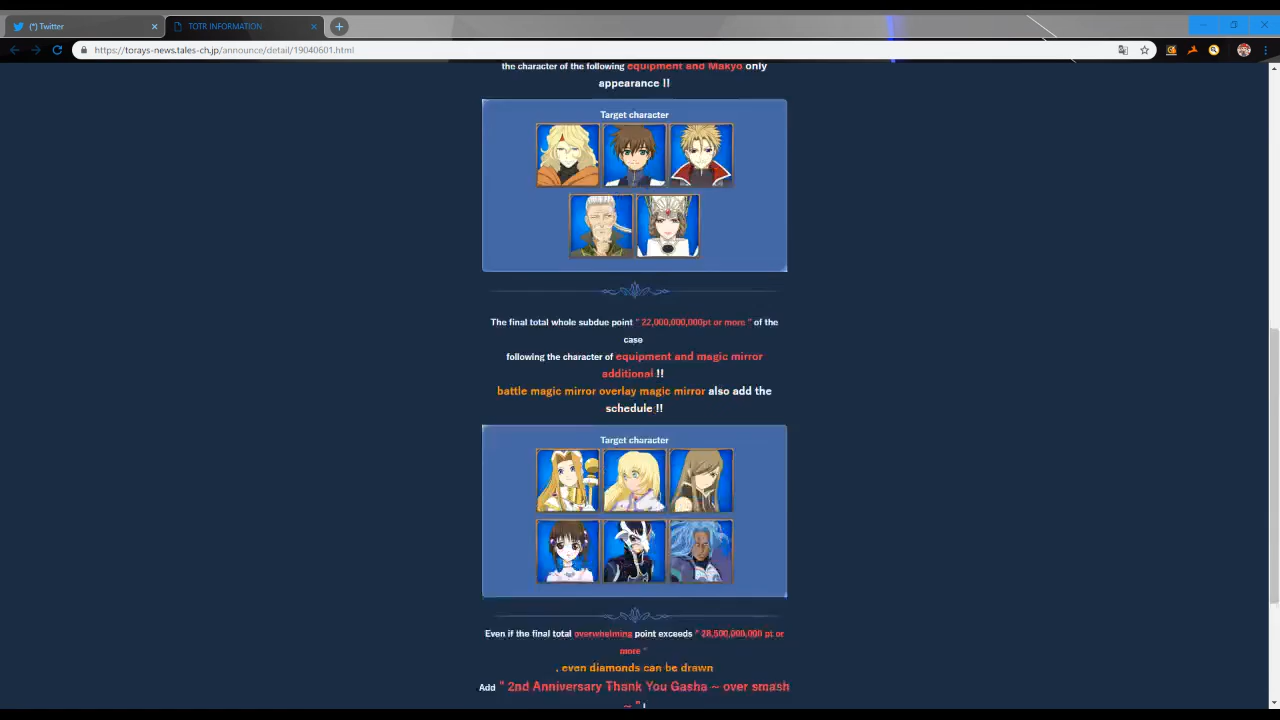 (*) Twitter
TOTR INFORMATION
https://torays-news.tales-ch.jp/announce/detail/19040601.html
the character of the following equipment and Makyo only
appearance !!
Target character
The final total whole subdue point " 22,000,000,000pt or more " of the
case
following the character of equipment and magic mirror
additional !!
battle magic mirror overlay magic mirror also add the
schedule !!
Target character
Even if the final total overwhelming point exceeds " 28,500,000,000 pt or
more "
, even diamonds can be drawn
Add " 2nd Anniversary Thank You Gasha ~ over smash
~ " !